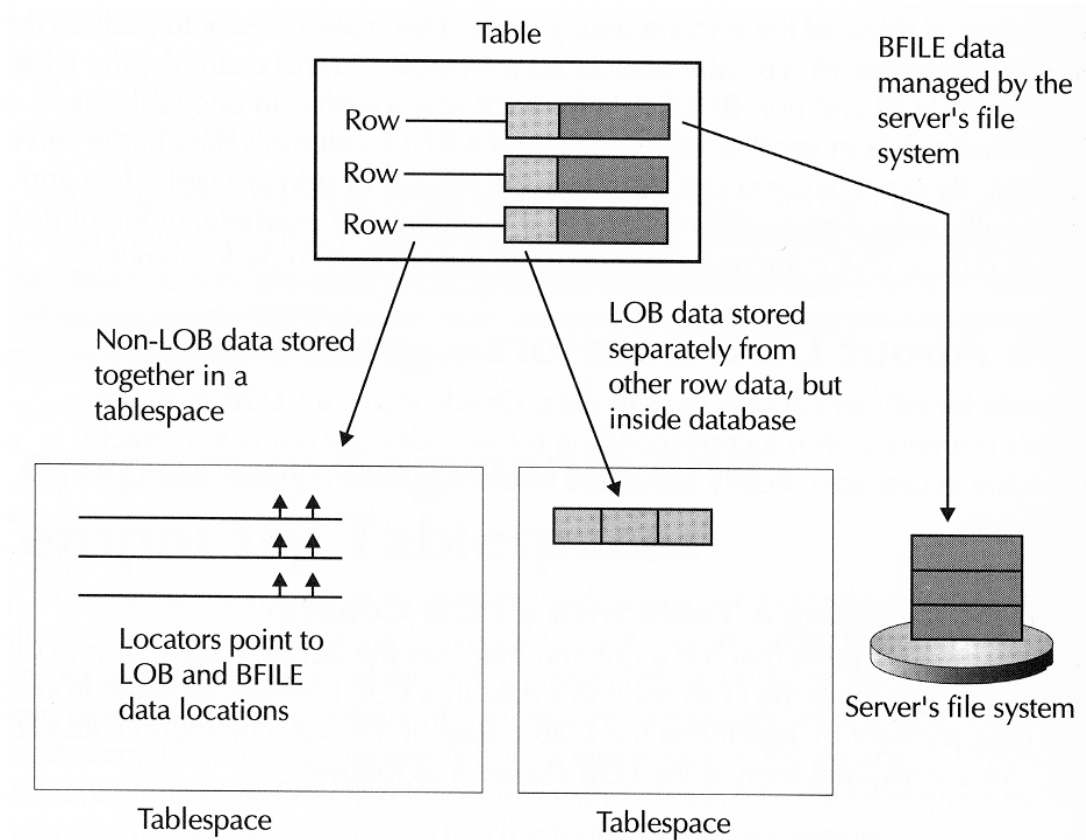 Table
Row
Row
Row
BFILE data
managed by the
server's file
system
Non-LOB data stored
together in a
tablespace
LOB data stored
separately from
other row data, but
inside database
Locators point to
LOB and BFILE
data locations
Tablespace
Tablespace
Server's file system